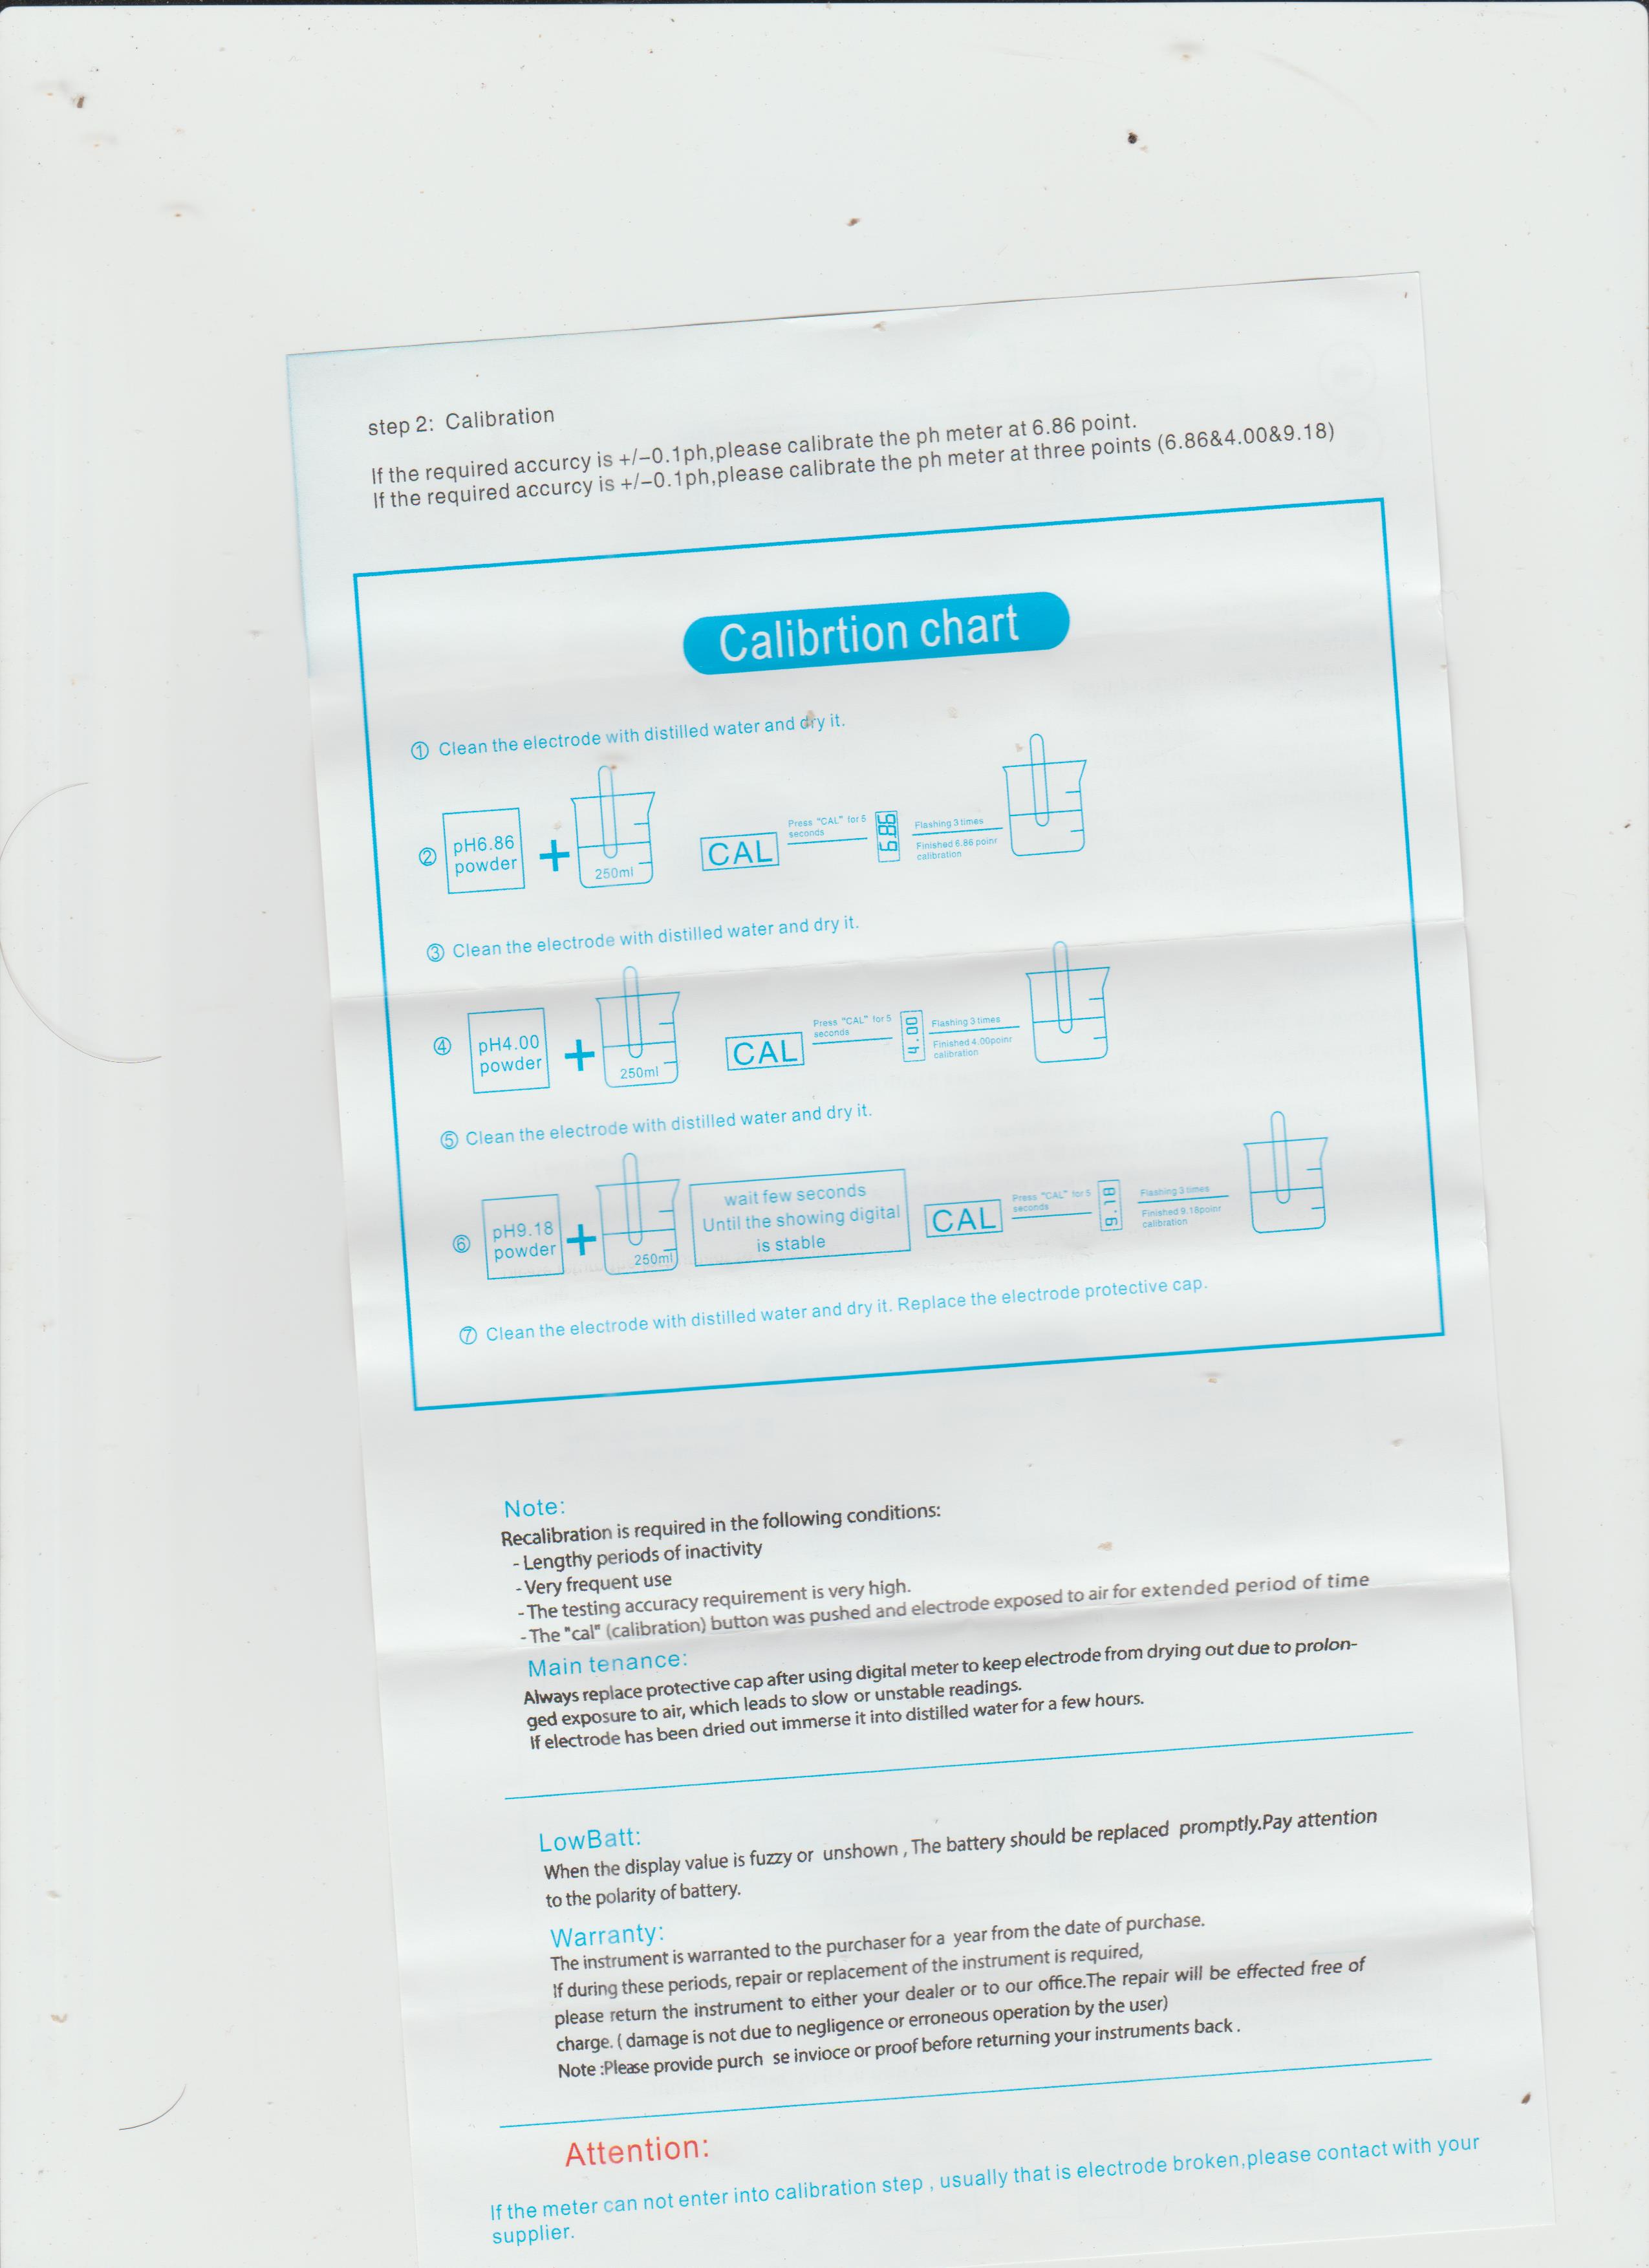 step 2: Calibration
If the required accurcy is +/−0.1ph,please calibrate the ph meter at 6.86 point.
If the required accurcy is +/−0.1ph,please calibrate the ph meter at three points (6.86&4.00&9.18)
Calibrtion chart
① Clean the electrode with distilled water and dry it.
②
pH6.86
powder
+
250ml
CAL
Press "CAL" for 5
seconds
6.86
Flashing 3 times
Finished 6.86 poinr
calibration
③ Clean the electrode with distilled water and dry it.
④
pH4.00
powder
+
250ml
CAL
Press "CAL" for 5
seconds
4.00
Flashing 3 times
Finished 4.00poinr
calibration
⑤ Clean the electrode with distilled water and dry it.
⑥
pH9.18
powder
+
250ml
wait few seconds
Until the showing digital
is stable
CAL
Press "CAL" for 5
seconds
9.18
Flashing 3 times
Finished 9.18poinr
calibration
⑦ Clean the electrode with distilled water and dry it. Replace the electrode protective cap.
Note:
Recalibration is required in the following conditions:
- Lengthy periods of inactivity
- Very frequent use
- The testing accuracy requirement is very high.
- The "cal" (calibration) button was pushed and electrode exposed to air for extended period of time
Main tenance:
Always replace protective cap after using digital meter to keep electrode from drying out due to prolon-
ged exposure to air, which leads to slow or unstable readings.
If electrode has been dried out immerse it into distilled water for a few hours.
LowBatt:
When the display value is fuzzy or unshown , The battery should be replaced promptly.Pay attention
to the polarity of battery.
Warranty:
The instrument is warranted to the purchaser for a year from the date of purchase.
If during these periods, repair or replacement of the instrument is required,
please return the instrument to either your dealer or to our office.The repair will be effected free of
charge. ( damage is not due to negligence or erroneous operation by the user)
Note :Please provide purch se invioce or proof before returning your instruments back .
Attention:
If the meter can not enter into calibration step , usually that is electrode broken,please contact with your
supplier.